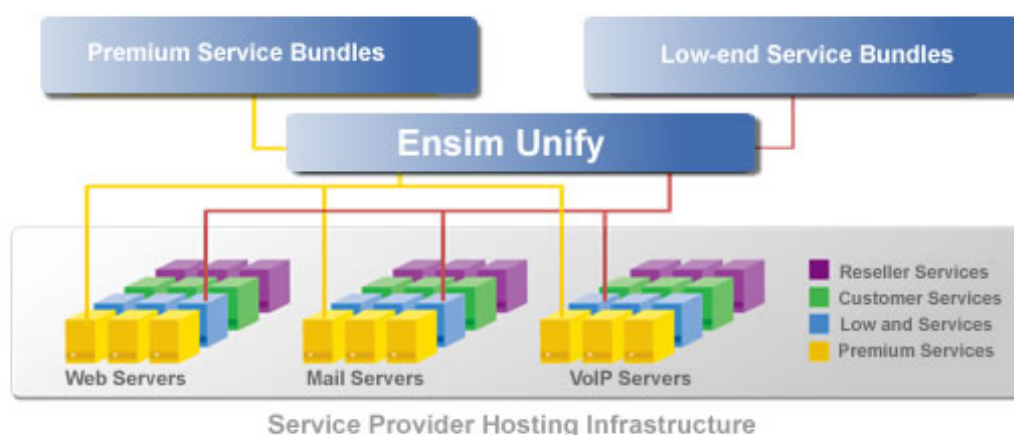 Premium Service Bundles
Low-end Service Bundles
Ensim Unify
Reseller Services
Customer Services
Low and Services
Premium Services
Web Servers
Mail Servers
VoIP Servers
Service Provider Hosting Infrastructure